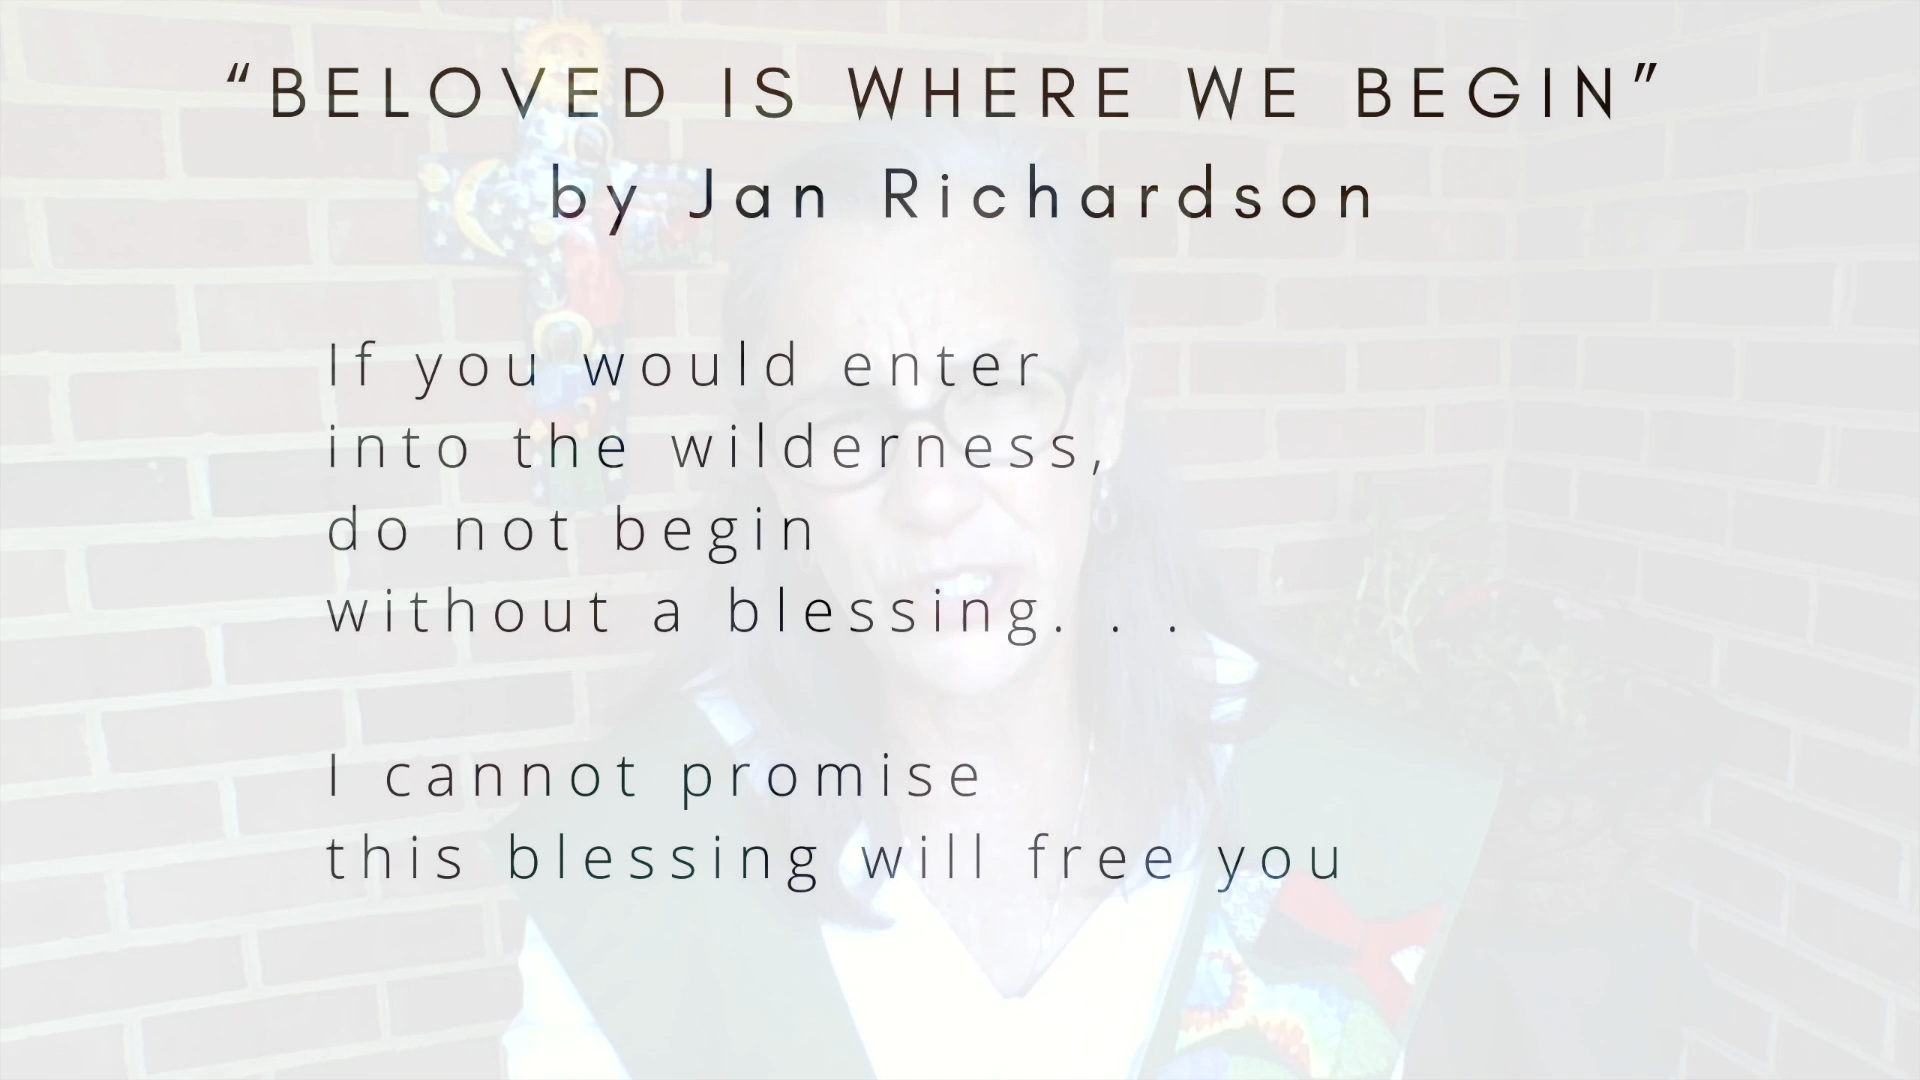 “BELOVED IS WHERE WE BEGIN”
by Jan Richardson
If you would enter
into the wilderness,
do not begin
without a blessing. . .
I cannot promise
this blessing will free you